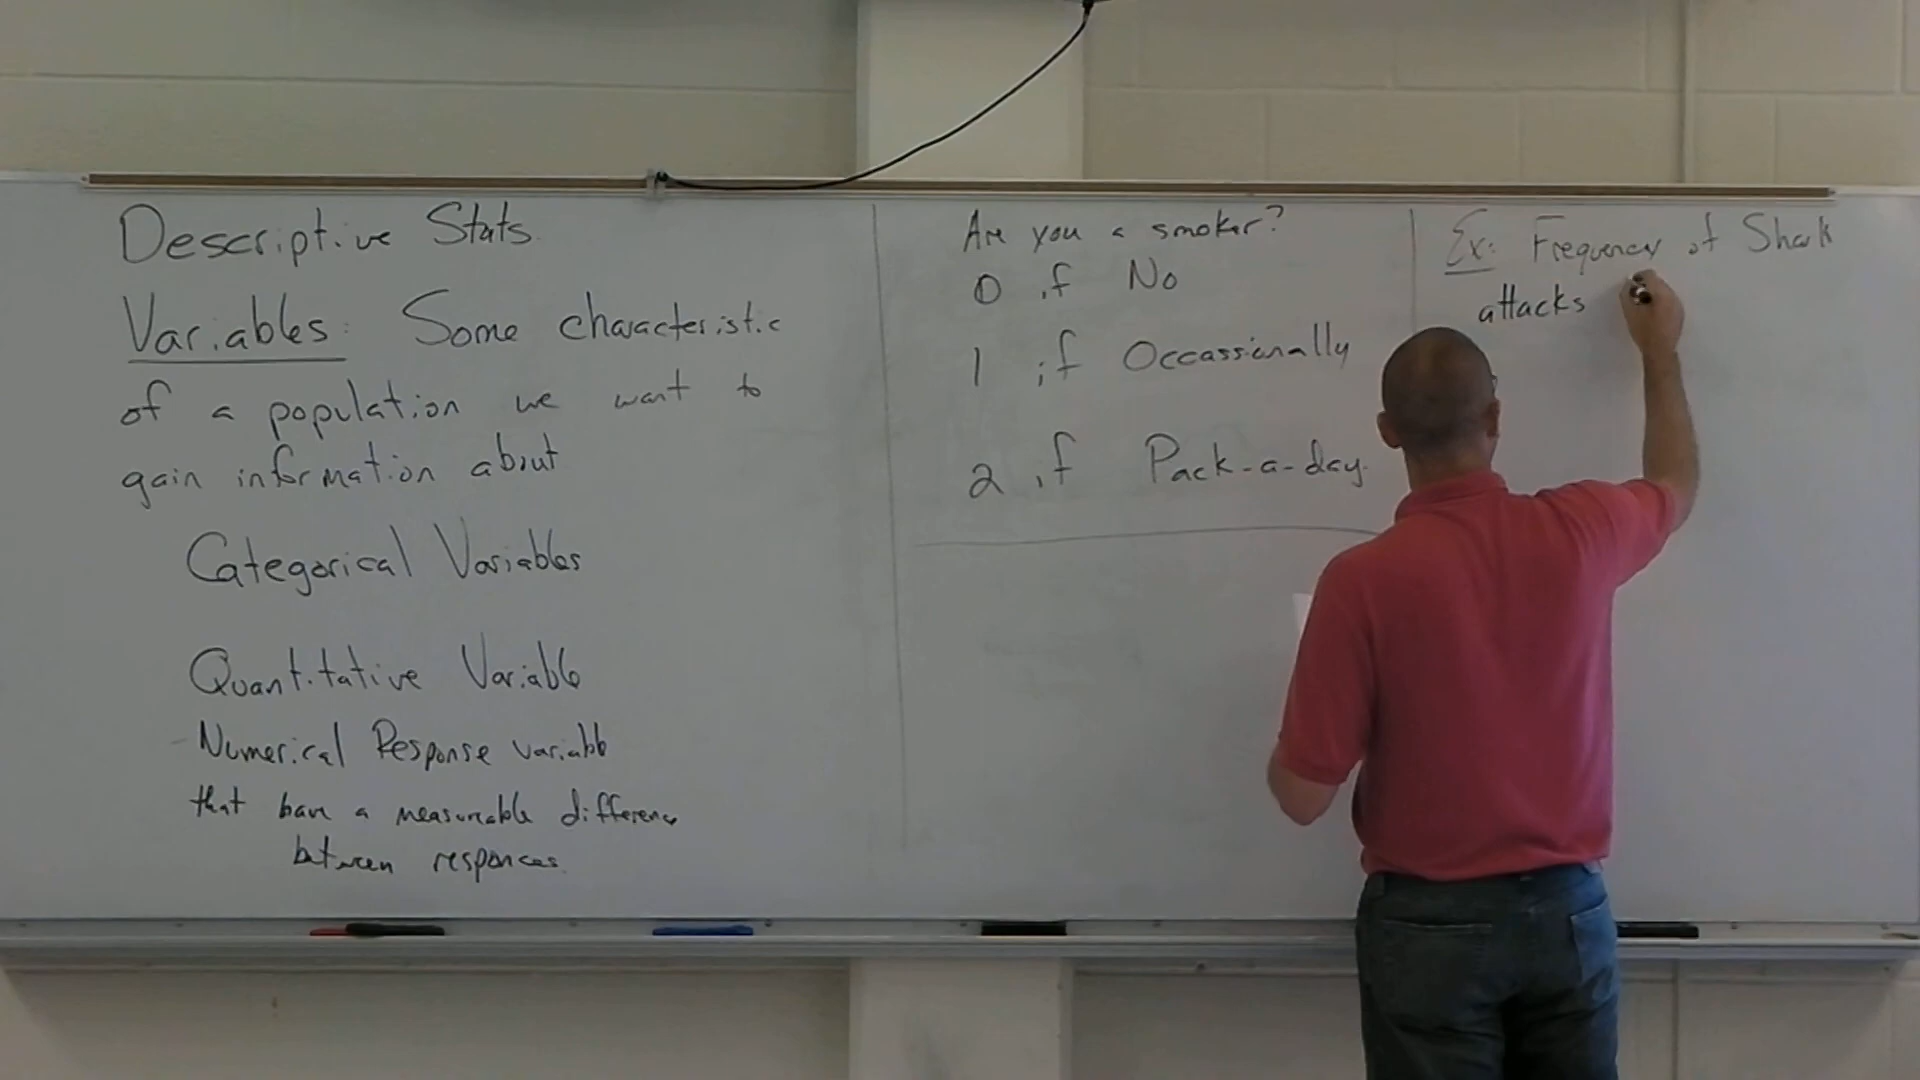 Descriptive Stats
Variables: Some characteristic
of a population we want to
gain information about
Categorical Variables
Quantitative Variable
- Numerical Response variable
that have a measurable difference
between responces.
Are you a smoker?
0 if No
1 if Occassionally
2 if Pack-a-day.
Ex: Frequency of Shark
attacks